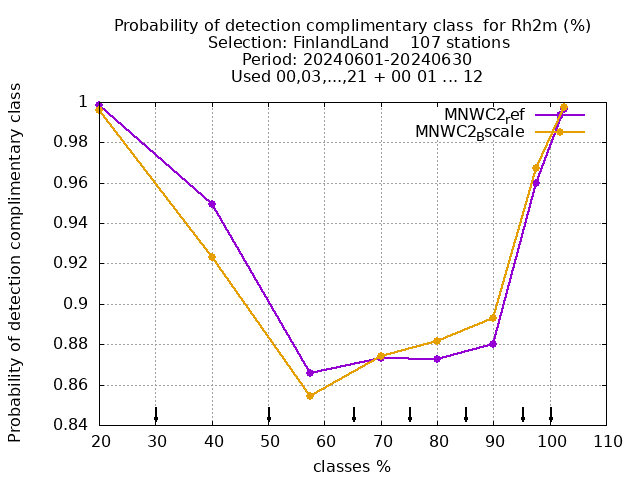 Probability of detection complimentary class  for Rh2m (%)
Selection: FinlandLand    107 stations
Period: 20240601-20240630
Used 00,03,...,21 + 00 01 ... 12
Probability of detection complimentary class
1
0.98
0.96
0.94
0.92
0.9
0.88
0.86
0.84
MNWC2ref
MNWC2Bscale
20 30 40 50 60 70 80 90 100 110
classes %